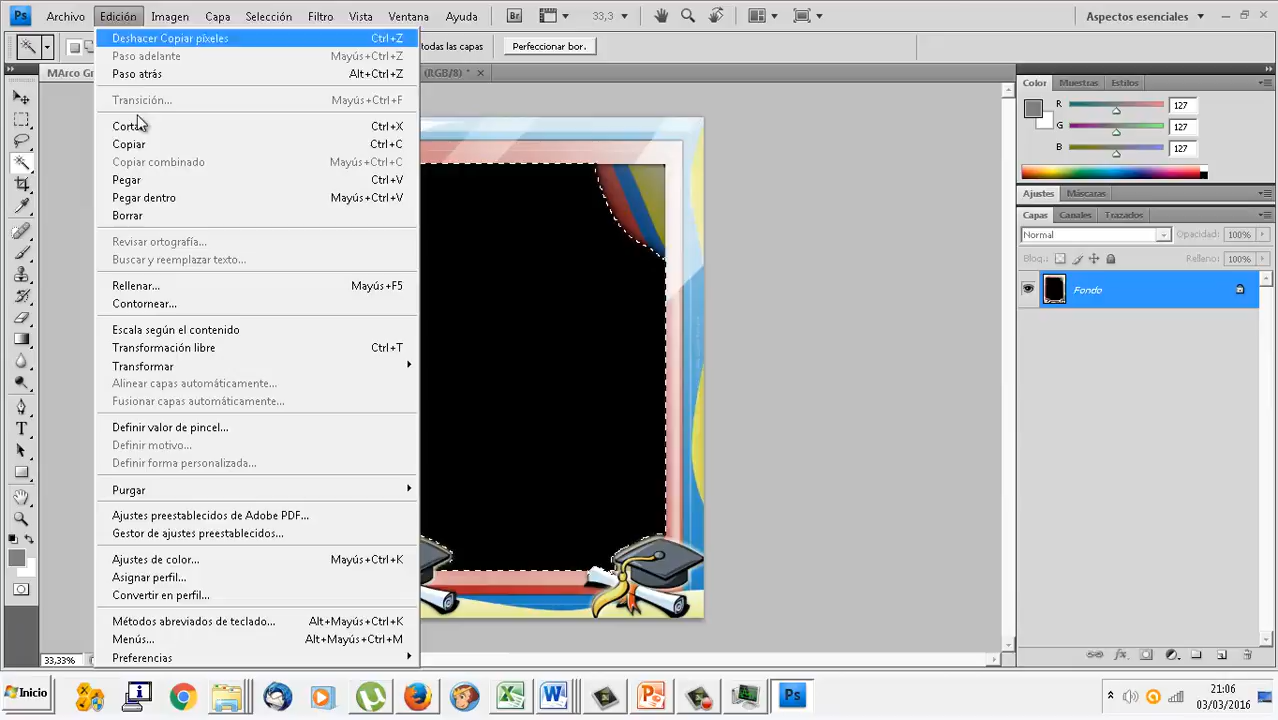 Ps Archivo Edición Imagen Capa Selección Filtro 3D Vista Ventana Ayuda Br 33,3 Aspectos esenciales
todas las capas Perfeccionar bor.
MArco Gr (RGB/8) *
Deshacer Copiar píxeles Ctrl+Z
Paso adelante Mayús+Ctrl+Z
Paso atrás Alt+Ctrl+Z
Transición... Mayús+Ctrl+F
Cortar Ctrl+X
Copiar Ctrl+C
Copiar combinado Mayús+Ctrl+C
Pegar Ctrl+V
Pegar dentro Mayús+Ctrl+V
Borrar
Revisar ortografía...
Buscar y reemplazar texto...
Rellenar... Mayús+F5
Contornear...
Escala según el contenido
Transformación libre Ctrl+T
Transformar
Alinear capas automáticamente...
Fusionar capas automáticamente...
Definir valor de pincel...
Definir motivo...
Definir forma personalizada...
Purgar
Ajustes preestablecidos de Adobe PDF...
Gestor de ajustes preestablecidos...
Ajustes de color... Mayús+Ctrl+K
Asignar perfil...
Convertir en perfil...
Métodos abreviados de teclado... Alt+Mayús+Ctrl+K
Menús... Alt+Mayús+Ctrl+M
Preferencias
Color Muestras Estilos
R 127
G 127
B 127
Ajustes Máscaras
Capas Canales Trazados
Normal Opacidad: 100%
Bloq.: Relleno: 100%
Fondo
33,33%
Inicio
21:06
03/03/2016